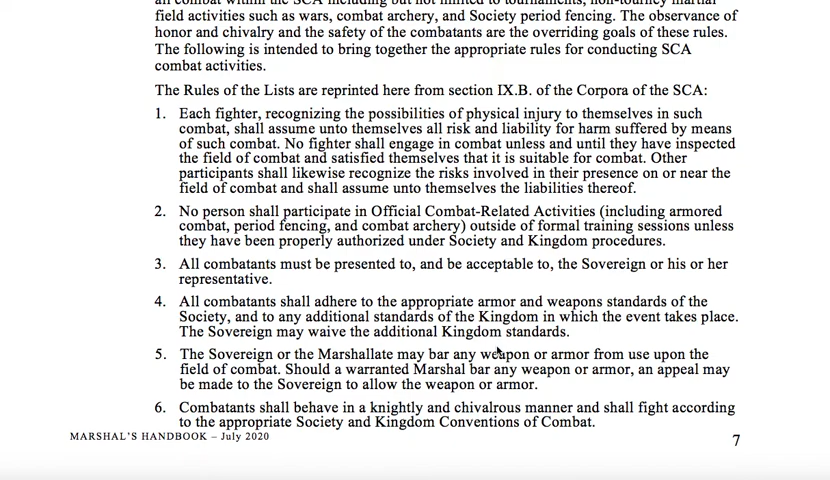 all combat within the SCA including but not limited to tournaments, non-tourney martial
field activities such as wars, combat archery, and Society period fencing. The observance of
honor and chivalry and the safety of the combatants are the overriding goals of these rules.
The following is intended to bring together the appropriate rules for conducting SCA
combat activities.
The Rules of the Lists are reprinted here from section IX.B. of the Corpora of the SCA:
1. Each fighter, recognizing the possibilities of physical injury to themselves in such
combat, shall assume unto themselves all risk and liability for harm suffered by means
of such combat. No fighter shall engage in combat unless and until they have inspected
the field of combat and satisfied themselves that it is suitable for combat. Other
participants shall likewise recognize the risks involved in their presence on or near the
field of combat and shall assume unto themselves the liabilities thereof.
2. No person shall participate in Official Combat-Related Activities (including armored
combat, period fencing, and combat archery) outside of formal training sessions unless
they have been properly authorized under Society and Kingdom procedures.
3. All combatants must be presented to, and be acceptable to, the Sovereign or his or her
representative.
4. All combatants shall adhere to the appropriate armor and weapons standards of the
Society, and to any additional standards of the Kingdom in which the event takes place.
The Sovereign may waive the additional Kingdom standards.
5. The Sovereign or the Marshallate may bar any weapon or armor from use upon the
field of combat. Should a warranted Marshal bar any weapon or armor, an appeal may
be made to the Sovereign to allow the weapon or armor.
6. Combatants shall behave in a knightly and chivalrous manner and shall fight according
to the appropriate Society and Kingdom Conventions of Combat.
MARSHAL'S HANDBOOK – July 2020 7